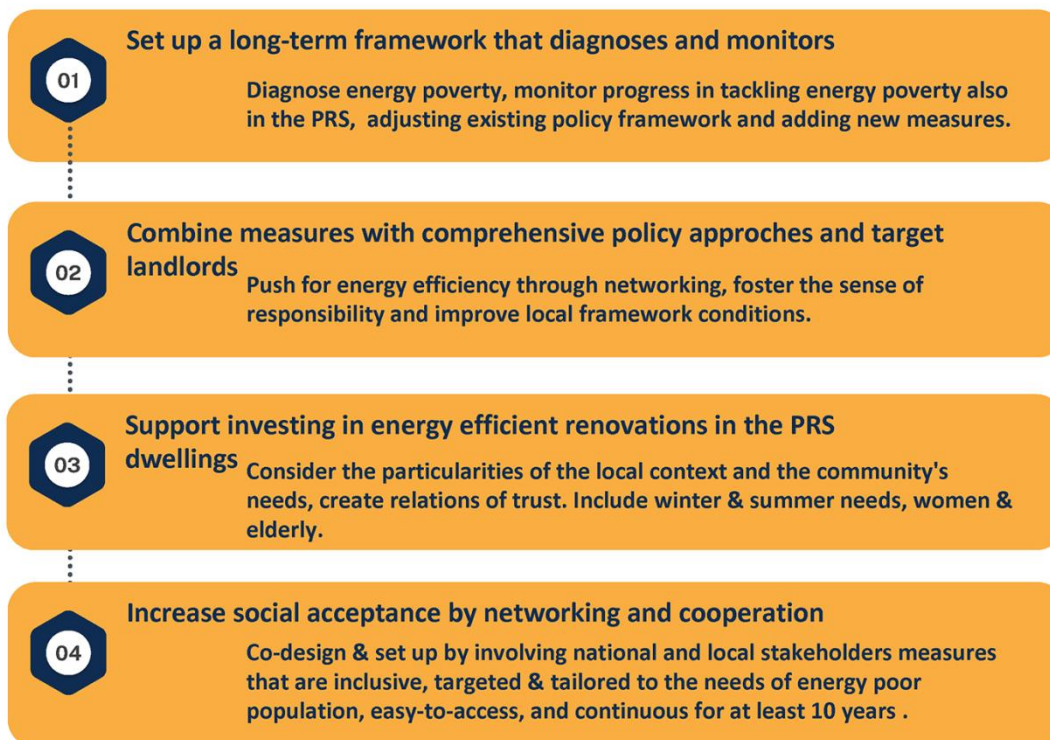 01
Set up a long-term framework that diagnoses and monitors
Diagnose energy poverty, monitor progress in tackling energy poverty also
in the PRS, adjusting existing policy framework and adding new measures.
02
Combine measures with comprehensive policy approches and target
landlords
Push for energy efficiency through networking, foster the sense of
responsibility and improve local framework conditions.
03
Support investing in energy efficient renovations in the PRS
dwellings
Consider the particularities of the local context and the community's
needs, create relations of trust. Include winter & summer needs, women &
elderly.
04
Increase social acceptance by networking and cooperation
Co-design & set up by involving national and local stakeholders measures
that are inclusive, targeted & tailored to the needs of energy poor
population, easy-to-access, and continuous for at least 10 years .